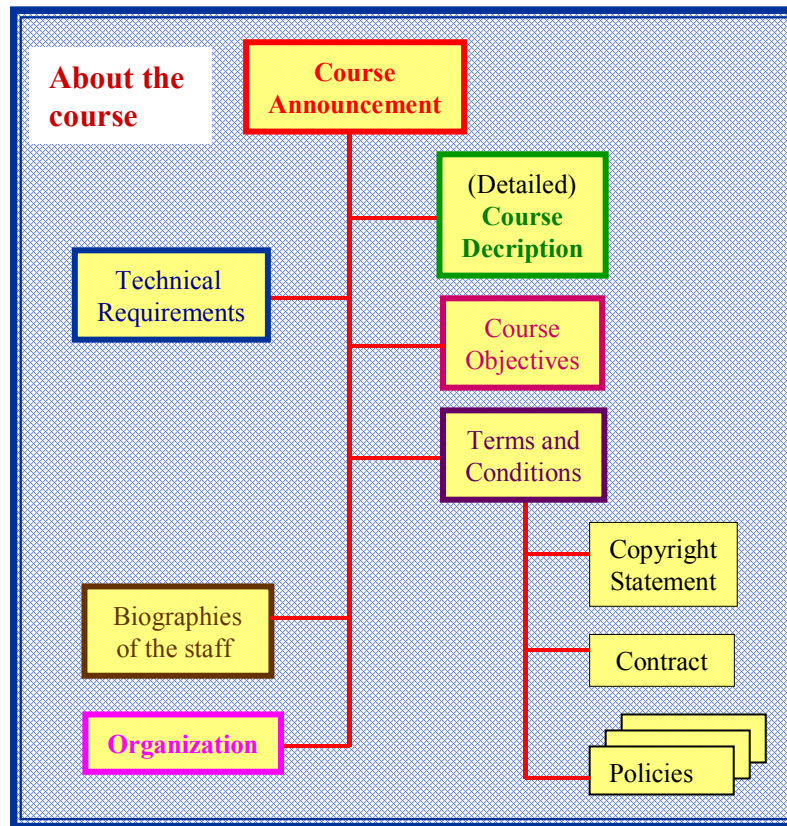 About the
course
Course
Announcement
(Detailed)
Course
Decription
Technical
Requirements
Course
Objectives
Terms and
Conditions
Copyright
Statement
Biographies
of the staff
Contract
Organization
Policies